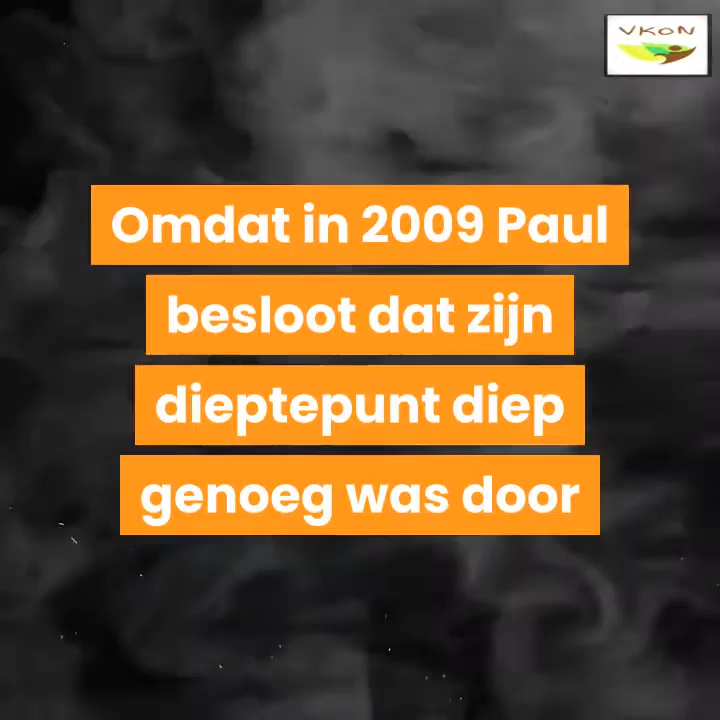 VKON
Omdat in 2009 Paul
besloot dat zijn
dieptepunt diep
genoeg was door